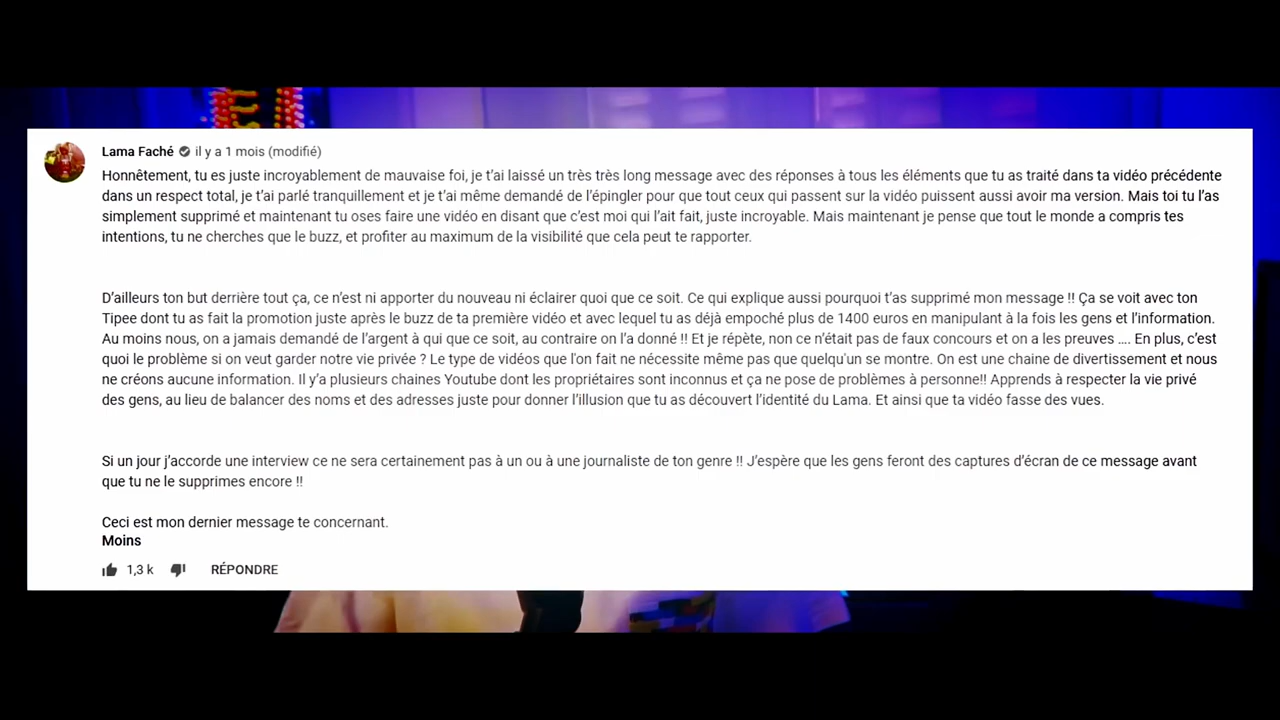 Lama Faché il y a 1 mois (modifié)
Honnêtement, tu es juste incroyablement de mauvaise foi, je t'ai laissé un très très long message avec des réponses à tous les éléments que tu as traité dans ta vidéo précédente
dans un respect total, je t'ai parlé tranquillement et je t'ai même demandé de l'épingler pour que tout ceux qui passent sur la vidéo puissent aussi avoir ma version. Mais toi tu l'as
simplement supprimé et maintenant tu oses faire une vidéo en disant que c'est moi qui l'ait fait, juste incroyable. Mais maintenant je pense que tout le monde a compris tes
intentions, tu ne cherches que le buzz, et profiter au maximum de la visibilité que cela peut te rapporter.
D'ailleurs ton but derrière tout ça, ce n'est ni apporter du nouveau ni éclairer quoi que ce soit. Ce qui explique aussi pourquoi t'as supprimé mon message !! Ça se voit avec ton
Tipee dont tu as fait la promotion juste après le buzz de ta première vidéo et avec lequel tu as déjà empoché plus de 1400 euros en manipulant à la fois les gens et l'information.
Au moins nous, on a jamais demandé de l'argent à qui que ce soit, au contraire on l'a donné !! Et je répète, non ce n'était pas de faux concours et on a les preuves .... En plus, c'est
quoi le problème si on veut garder notre vie privée ? Le type de vidéos que l'on fait ne nécessite même pas que quelqu'un se montre. On est une chaine de divertissement et nous
ne créons aucune information. Il y'a plusieurs chaines Youtube dont les propriétaires sont inconnus et ça ne pose de problèmes à personne!! Apprends à respecter la vie privé
des gens, au lieu de balancer des noms et des adresses juste pour donner l'illusion que tu as découvert l'identité du Lama. Et ainsi que ta vidéo fasse des vues.
Si un jour j'accorde une interview ce ne sera certainement pas à un ou à une journaliste de ton genre !! J'espère que les gens feront des captures d'écran de ce message avant
que tu ne le supprimes encore !!
Ceci est mon dernier message te concernant.
Moins
1,3 k RÉPONDRE